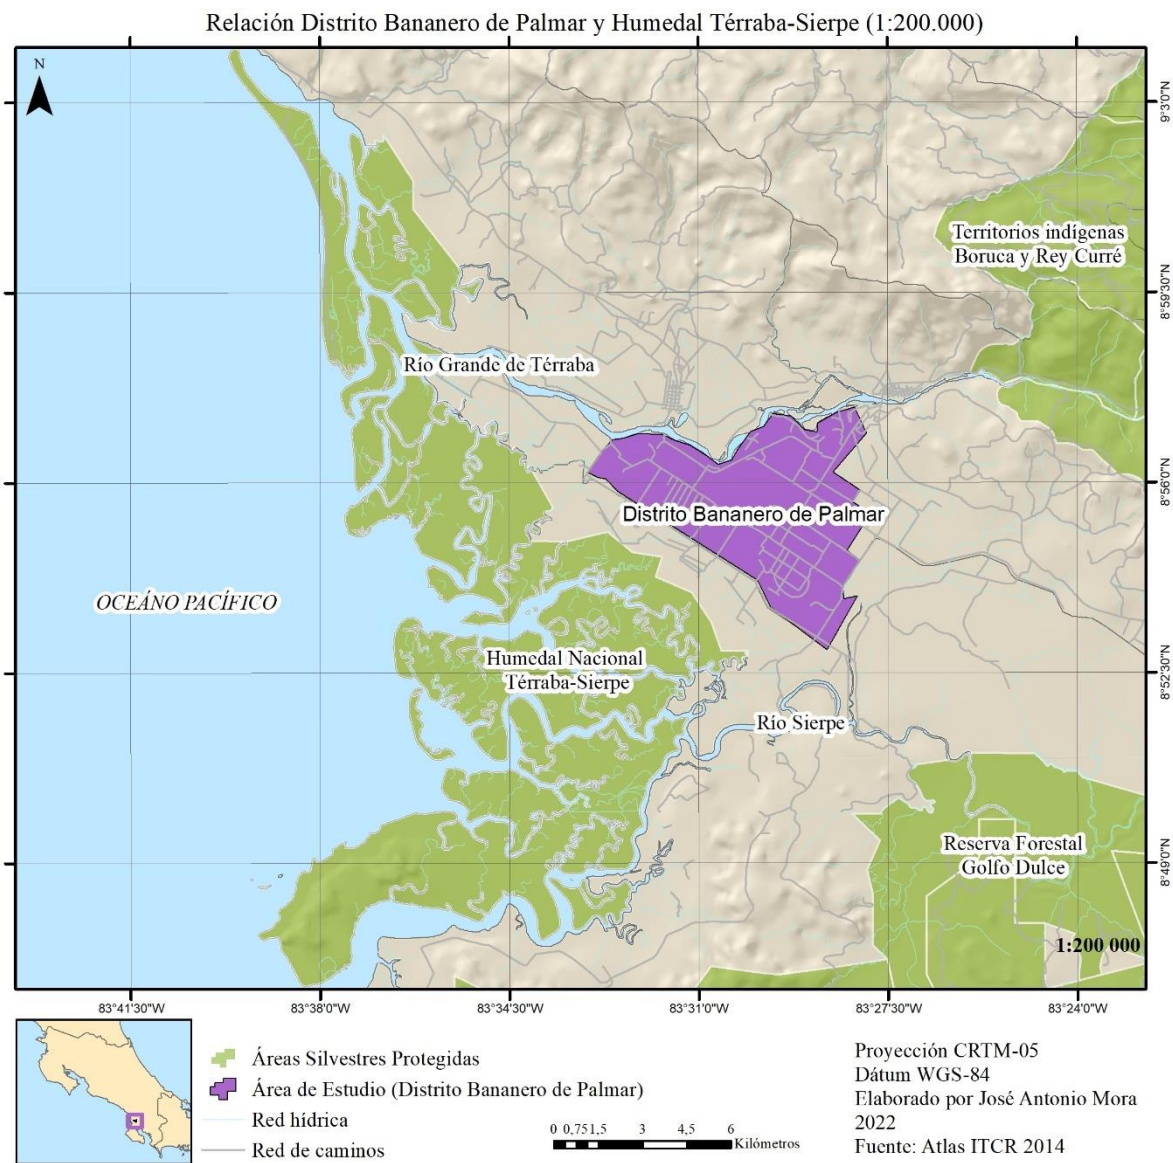 Relación Distrito Bananero de Palmar y Humedal Térraba-Sierpe (1:200.000)
N
9°3'0"N
Territorios indígenas
Boruca y Rey Curré
8°59'30"N
Río Grande de Térraba
8°56'0"N
Distrito Bananero de Palmar
OCEÁNO PACÍFICO
Humedal Nacional
Térraba-Sierpe
8°52'30"N
Río Sierpe
Reserva Forestal
Golfo Dulce
8°49'0"N
1:200 000
83°41'30"W
83°38'0"W
83°34'30"W
83°31'0"W
83°27'30"W
83°24'0"W
Áreas Silvestres Protegidas
Área de Estudio (Distrito Bananero de Palmar)
Red hídrica
Red de caminos
0 0,751,5 3 4,5 6
Kilómetros
Proyección CRTM-05
Dátum WGS-84
Elaborado por José Antonio Mora
2022
Fuente: Atlas ITCR 2014